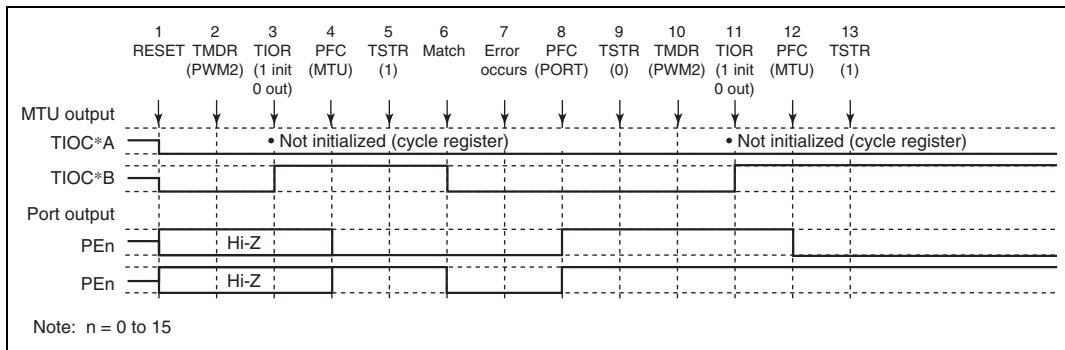 1 2 3 4 5 6 7 8 9 10 11 12 13
RESET TMDR TIOR PFC TSTR Match Error PFC TSTR TMDR TIOR PFC TSTR
(PWM2) (1 init (MTU) (1) occurs (PORT) (0) (PWM2) (1 init (MTU) (1)
0 out) 0 out)
MTU output
TIOC*A • Not initialized (cycle register) • Not initialized (cycle register)
TIOC*B
Port output
PEn Hi-Z
PEn Hi-Z
Note: n = 0 to 15